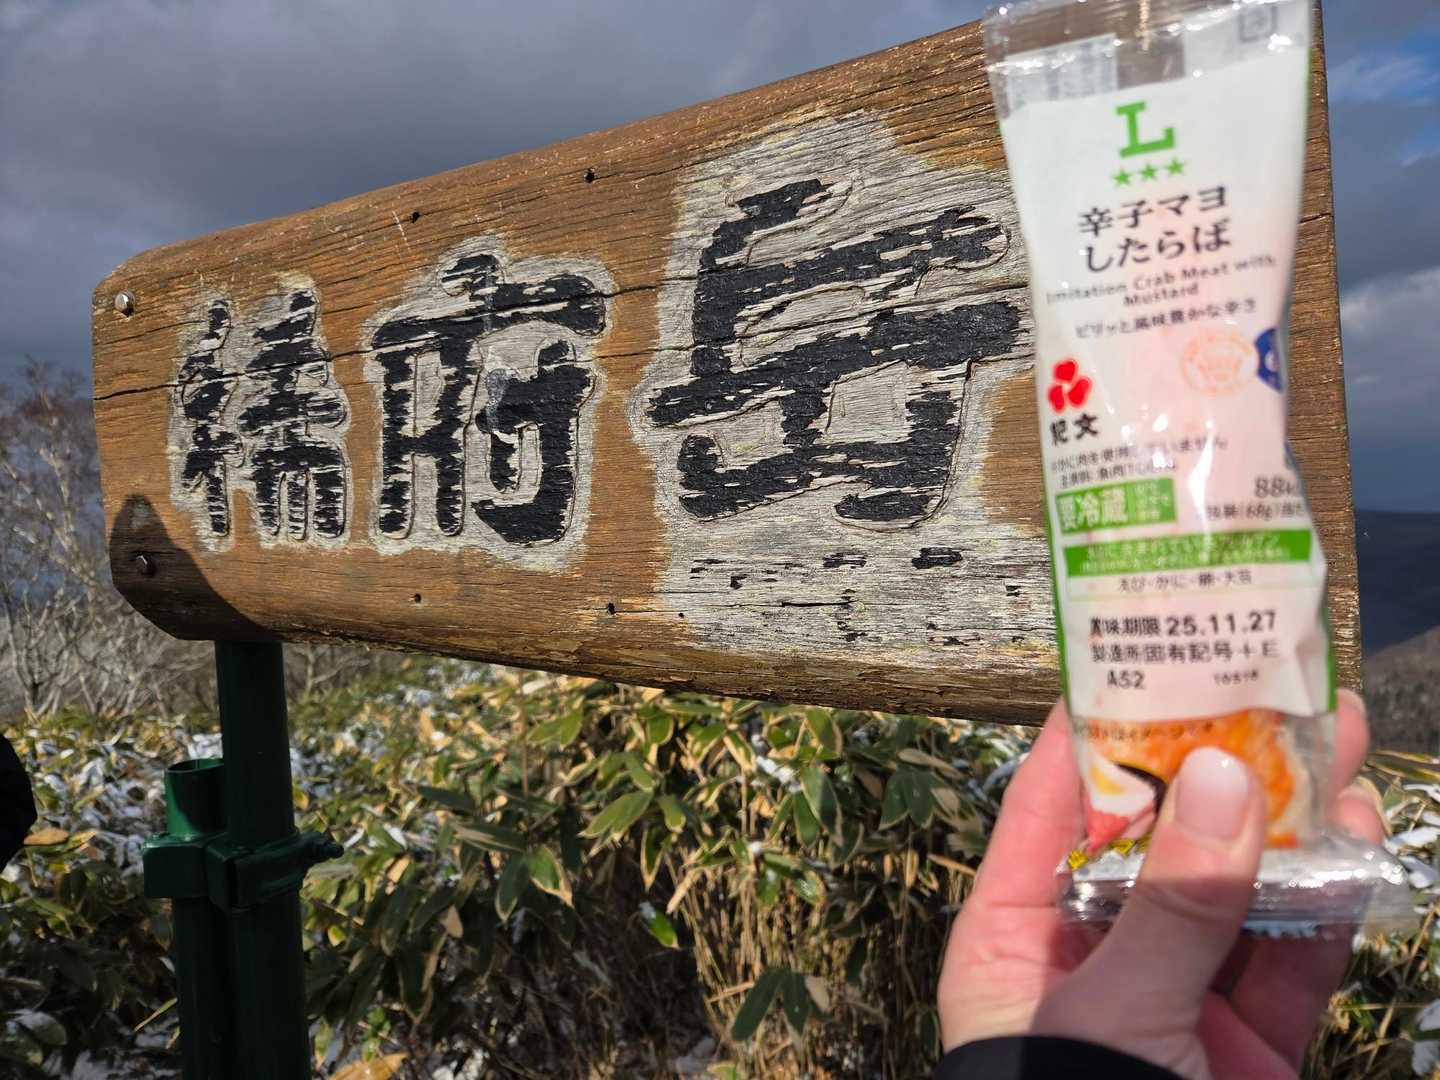 樽前岳
L
辛子マヨ
したらば
Imitation Crab Meat with
Mustard
ピリッと風味豊かな辛さ
紀文
要冷蔵
えび・かに・卵・大豆
賞味期限 25.11.27
製造所固有記号+E
A52